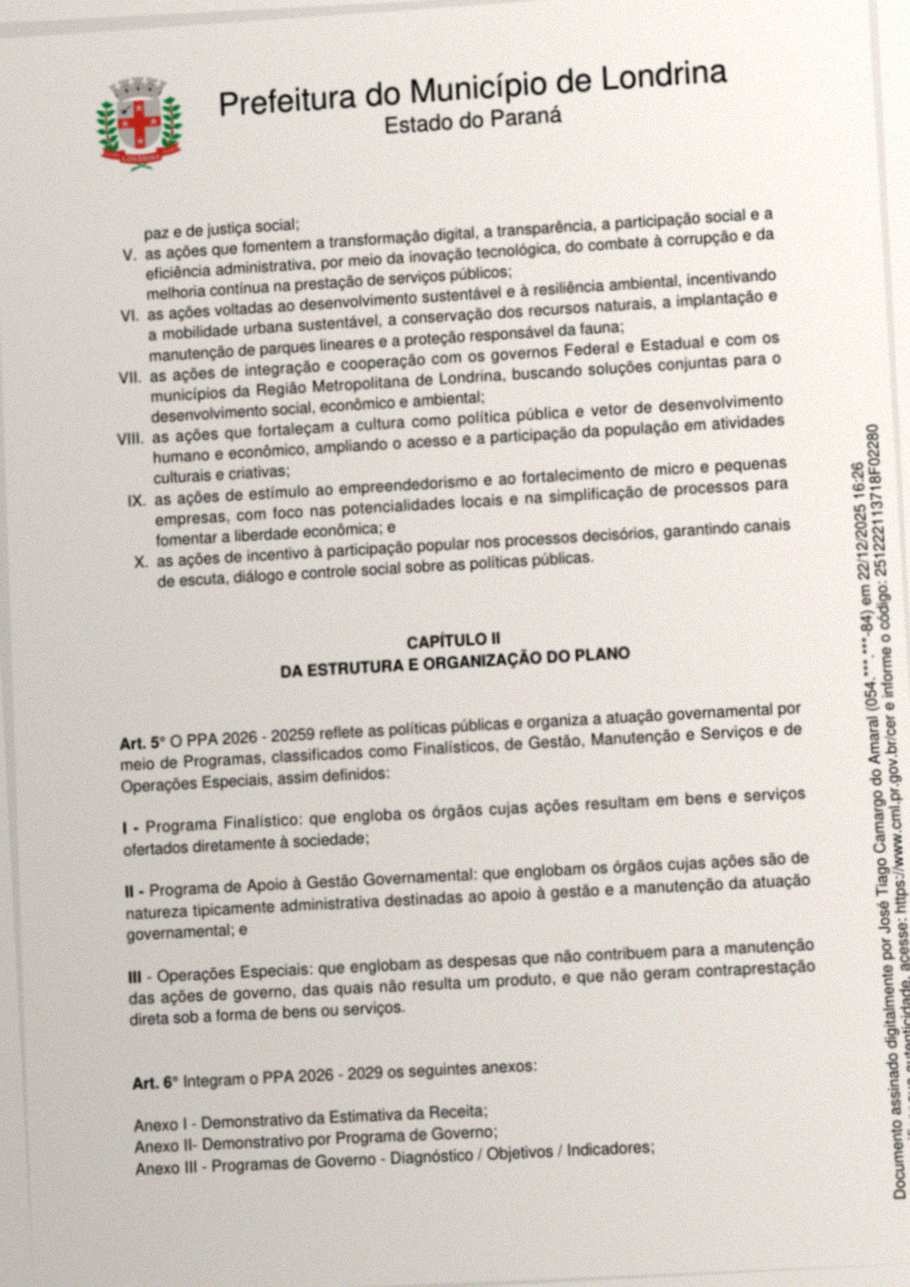 LONDRINA
Prefeitura do Município de Londrina
Estado do Paraná
paz e de justiça social;
V. as ações que fomentem a transformação digital, a transparência, a participação social e a
eficiência administrativa, por meio da inovação tecnológica, do combate à corrupção e da
melhoria contínua na prestação de serviços públicos;
VI. as ações voltadas ao desenvolvimento sustentável e à resiliência ambiental, incentivando
a mobilidade urbana sustentável, a conservação dos recursos naturais, a implantação e
manutenção de parques lineares e a proteção responsável da fauna;
VII. as ações de integração e cooperação com os governos Federal e Estadual e com os
municípios da Região Metropolitana de Londrina, buscando soluções conjuntas para o
desenvolvimento social, econômico e ambiental;
VIII. as ações que fortaleçam a cultura como política pública e vetor de desenvolvimento
humano e econômico, ampliando o acesso e a participação da população em atividades
culturais e criativas;
IX. as ações de estímulo ao empreendedorismo e ao fortalecimento de micro e pequenas
empresas, com foco nas potencialidades locais e na simplificação de processos para
fomentar a liberdade econômica; e
X. as ações de incentivo à participação popular nos processos decisórios, garantindo canais
de escuta, diálogo e controle social sobre as políticas públicas.
CAPÍTULO II
DA ESTRUTURA E ORGANIZAÇÃO DO PLANO
Art. 5° O PPA 2026 - 20259 reflete as políticas públicas e organiza a atuação governamental por
meio de Programas, classificados como Finalísticos, de Gestão, Manutenção e Serviços e de
Operações Especiais, assim definidos:
I - Programa Finalístico: que engloba os órgãos cujas ações resultam em bens e serviços
ofertados diretamente à sociedade;
II - Programa de Apoio à Gestão Governamental: que englobam os órgãos cujas ações são de
natureza tipicamente administrativa destinadas ao apoio à gestão e a manutenção da atuação
governamental; e
III - Operações Especiais: que englobam as despesas que não contribuem para a manutenção
das ações de governo, das quais não resulta um produto, e que não geram contraprestação
direta sob a forma de bens ou serviços.
Art. 6° Integram o PPA 2026 - 2029 os seguintes anexos:
Anexo I - Demonstrativo da Estimativa da Receita;
Anexo II- Demonstrativo por Programa de Governo;
Anexo III - Programas de Governo - Diagnóstico / Objetivos / Indicadores;
Documento assinado digitalmente por José Tiago Camargo do Amaral (054.***.***-84) em 22/12/2025 16:26
autenticidade, acesse: https://www.cml.pr.gov.br/cer e informe o código: 251222113718F02280